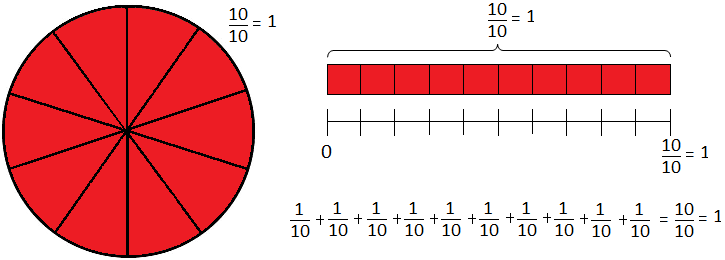 10/10 = 1
10/10 = 1
0 10/10 = 1
1/10 + 1/10 + 1/10 + 1/10 + 1/10 + 1/10 + 1/10 + 1/10 + 1/10 + 1/10 = 10/10 = 1